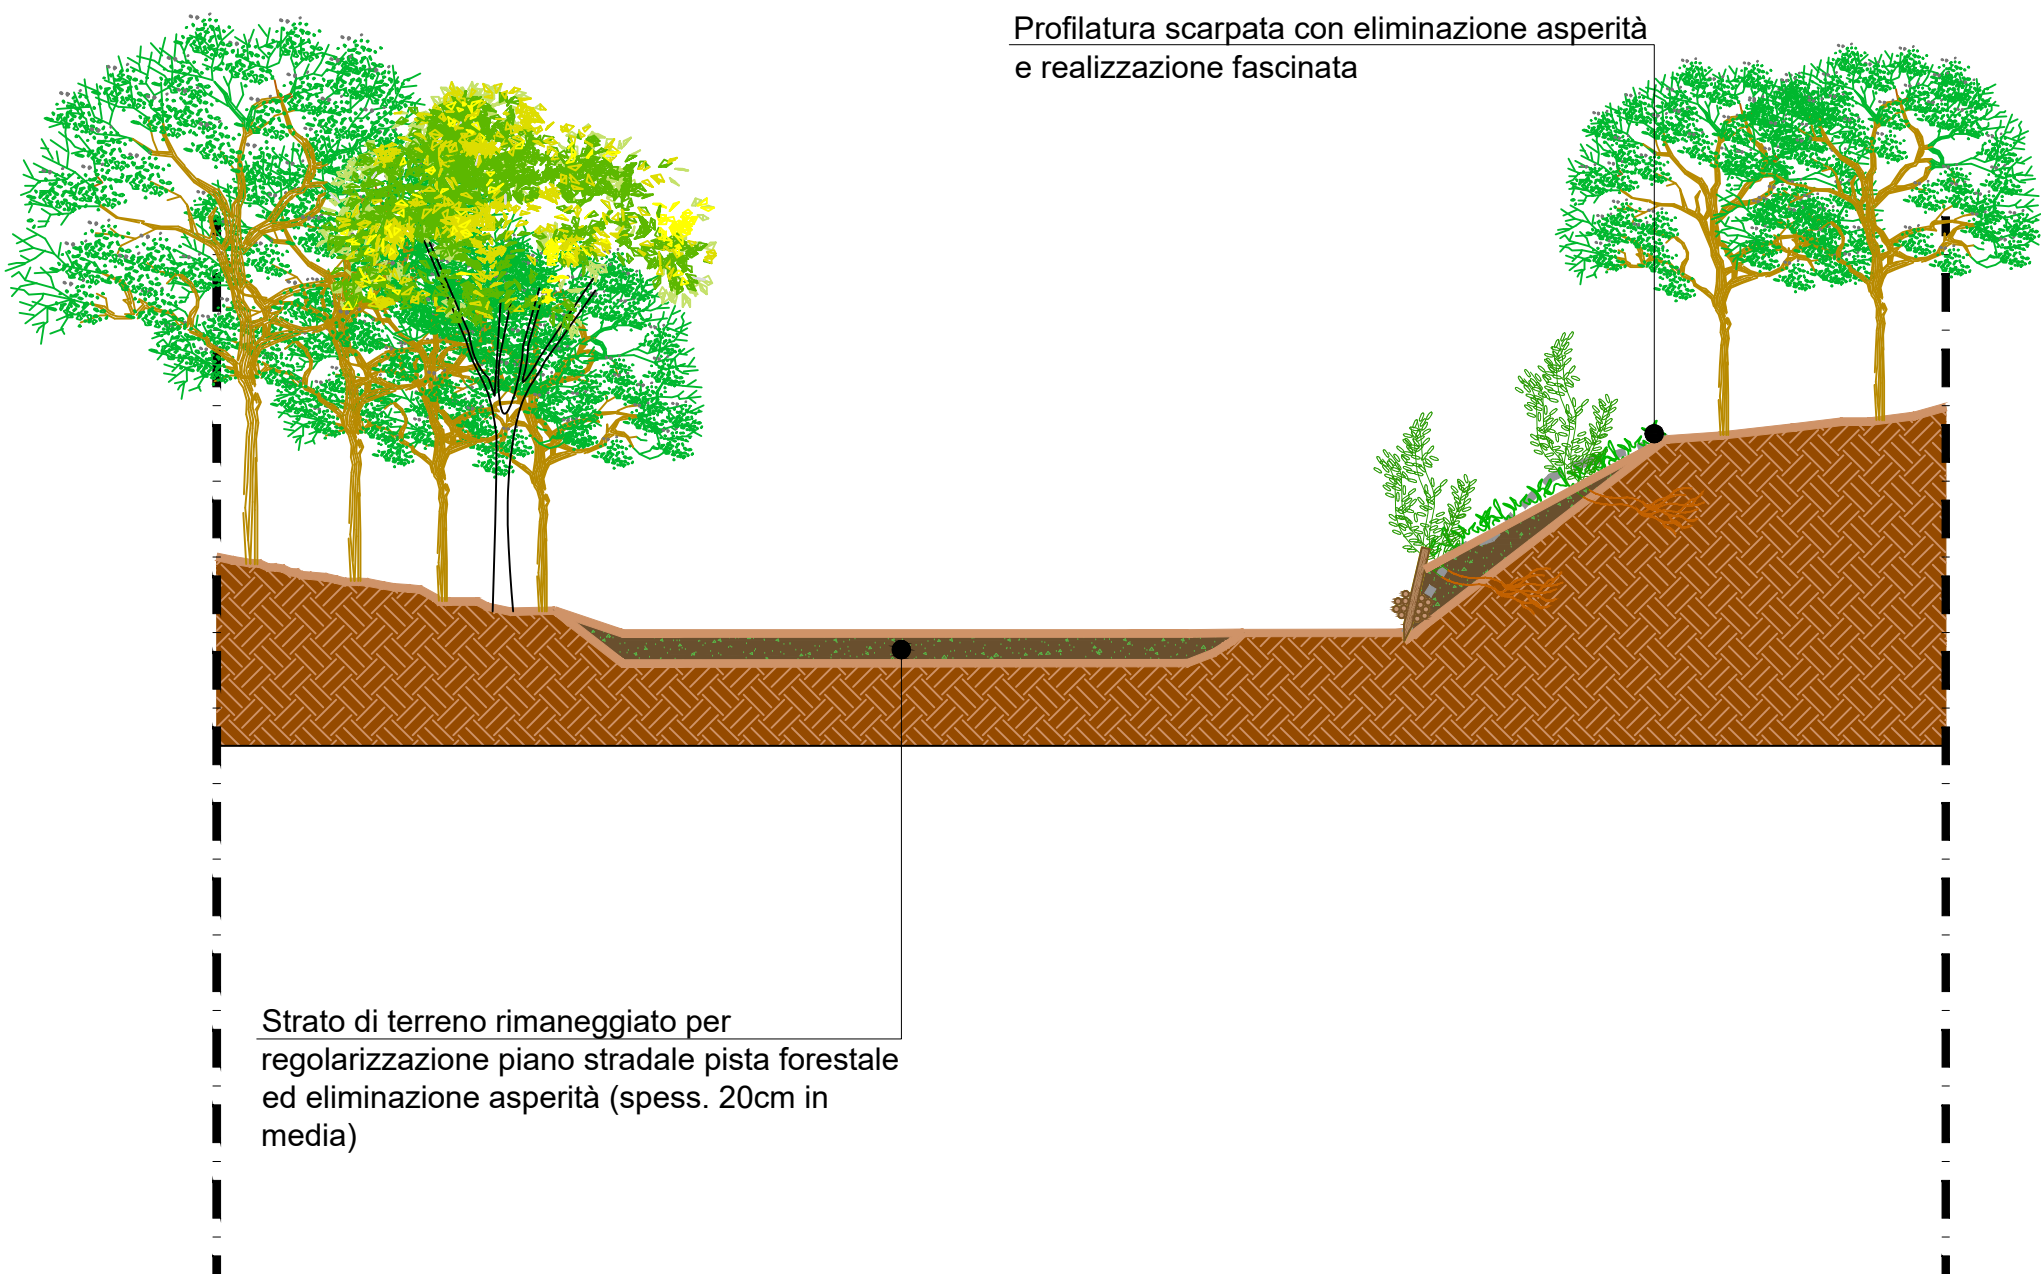 Profilatura scarpata con eliminazione asperità
e realizzazione fascinata
Strato di terreno rimaneggiato per
regolarizzazione piano stradale pista forestale
ed eliminazione asperità (spess. 20cm in
media)